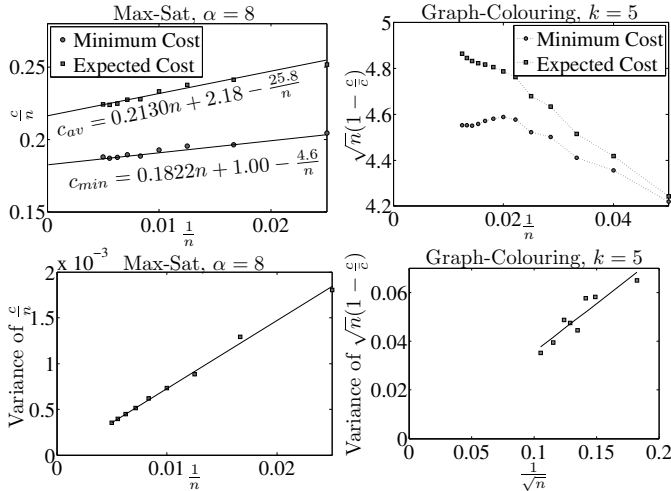 Max-Sat, α = 8
Minimum Cost
Expected Cost
0.25
0.2
0.15
c/n
c_av = 0.2130n + 2.18 − 25.8/n
c_min = 0.1822n + 1.00 − 4.6/n
0 0.01 0.02
1/n
Graph-Colouring, k = 5
Minimum Cost
Expected Cost
5
4.8
4.6
4.4
4.2
√n(1 − c/c̄)
0 0.02 0.04
1/n
Max-Sat, α = 8
2 x 10⁻³
1.5
1
0.5
0
Variance of c/n
0 0.01 0.02
1/n
Graph-Colouring, k = 5
0.06
0.04
0.02
0
Variance of √n(1 − c/c̄)
0 0.05 0.1 0.15 0.2
1/√n